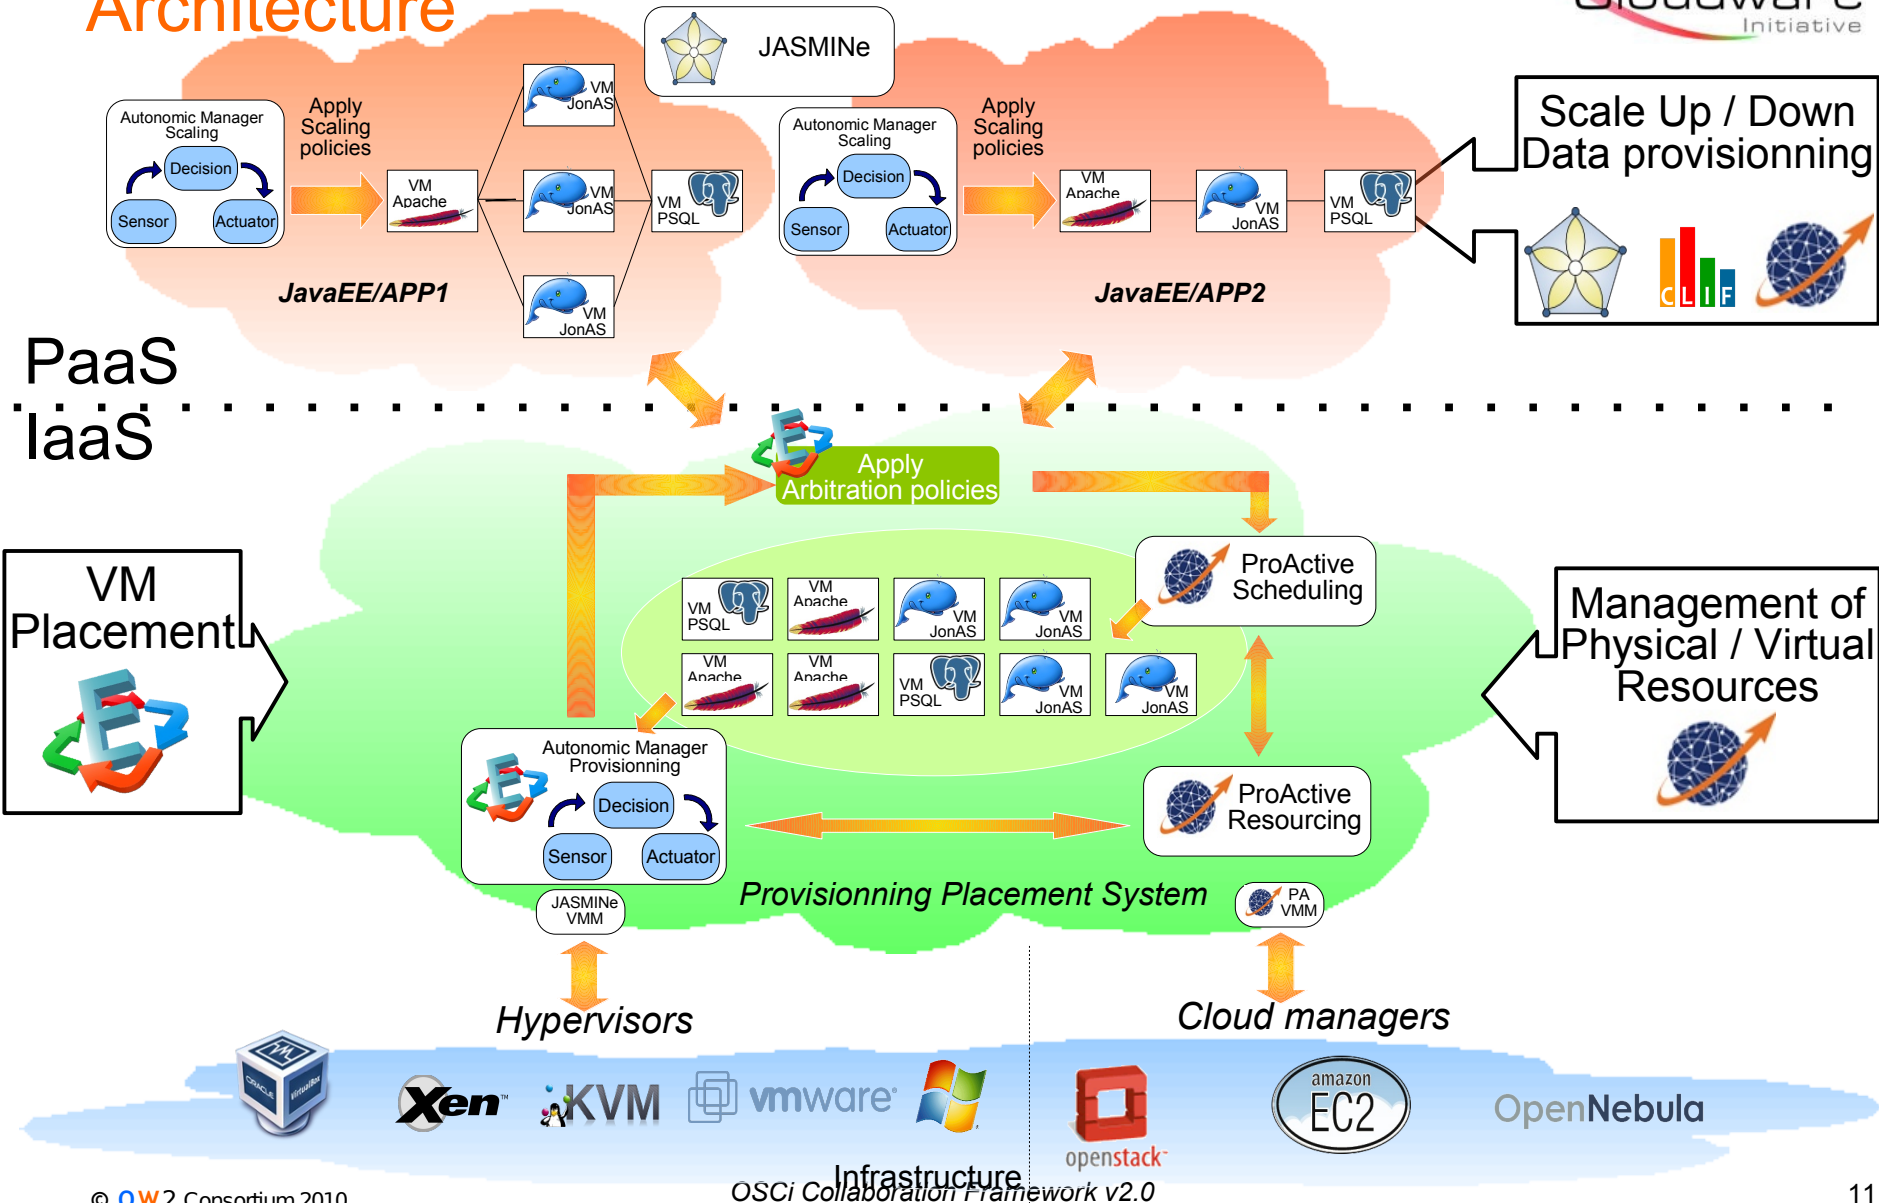 Architecture
Cloudware
Initiative
JASMINe
Autonomic Manager
Scaling
Decision
Sensor
Actuator
Apply
Scaling
policies
VM
Apache
VM
JonAS
VM
JonAS
VM
JonAS
VM
PSQL
JavaEE/APP1
Autonomic Manager
Scaling
Decision
Sensor
Actuator
Apply
Scaling
policies
VM
Apache
VM
JonAS
VM
PSQL
JavaEE/APP2
Scale Up / Down
Data provisionning
CLIF
PaaS
IaaS
E
Apply
Arbitration policies
VM
Placement
E
VM
PSQL
VM
Apache
VM
JonAS
VM
JonAS
VM
Apache
VM
Apache
VM
PSQL
VM
JonAS
VM
JonAS
ProActive
Scheduling
Management of
Physical / Virtual
Resources
E
Autonomic Manager
Provisionning
Decision
Sensor
Actuator
ProActive
Resourcing
Provisionning Placement System
JASMINe
VMM
PA
VMM
Hypervisors
Cloud managers
ORACLE
VirtualBox
Xen™
KVM
vmware®
openstack™
amazon
EC2
OpenNebula
Infrastructure
© OW2 Consortium 2010
OSCi Collaboration Framework v2.0
11